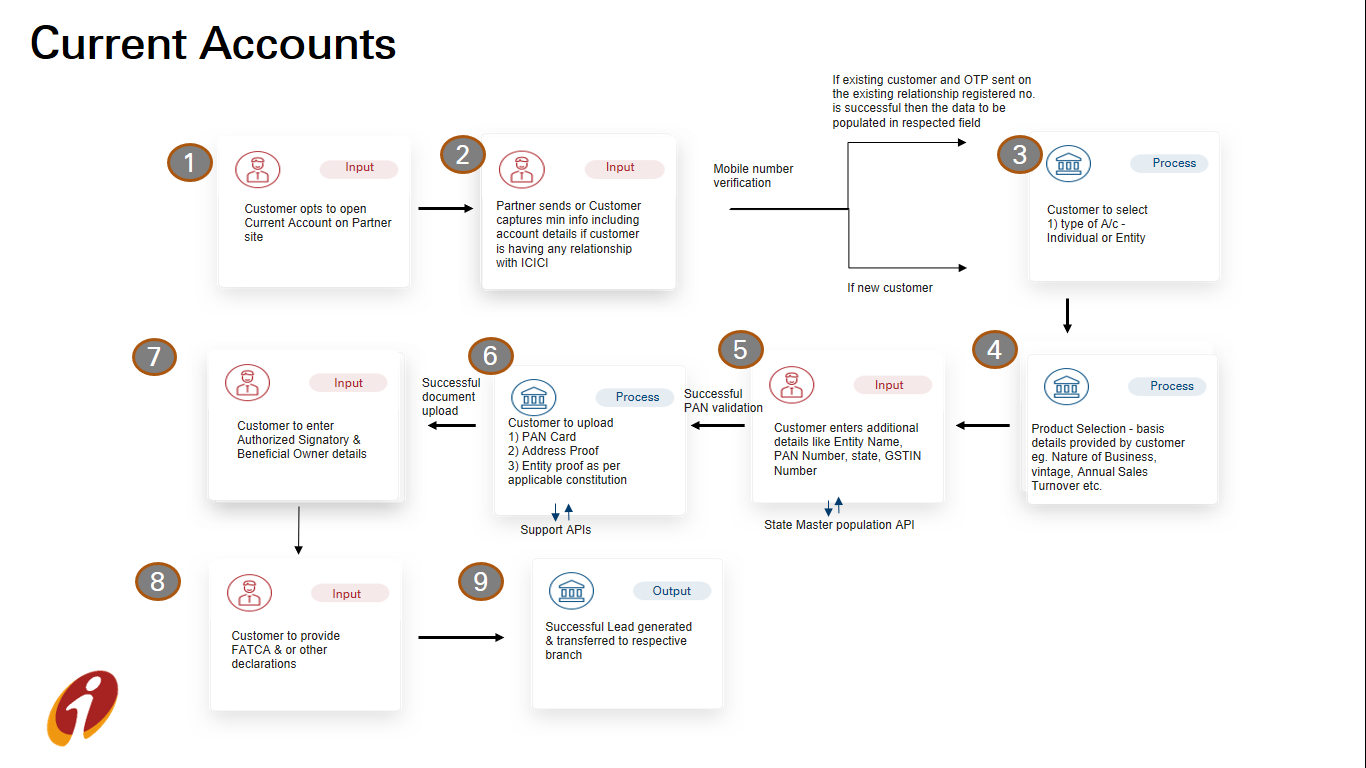 Current Accounts
1
Input
Customer opts to open
Current Account on Partner
site
2
Input
Partner sends or Customer
captures min info including
account details if customer
is having any relationship
with ICICI
Mobile number
verification
If existing customer and OTP sent on
the existing relationship registered no.
is successful then the data to be
populated in respected field
If new customer
3
Process
Customer to select
1) type of A/c -
Individual or Entity
4
Process
Product Selection - basis
details provided by customer
eg. Nature of Business,
vintage, Annual Sales
Turnover etc.
5
Input
Customer enters additional
details like Entity Name,
PAN Number, state, GSTIN
Number
State Master population API
Successful
PAN validation
6
Process
Customer to upload
1) PAN Card
2) Address Proof
3) Entity proof as per
applicable constitution
Support APIs
Successful
document
upload
7
Input
Customer to enter
Authorized Signatory &
Beneficial Owner details
8
Input
Customer to provide
FATCA & or other
declarations
9
Output
Successful Lead generated
& transferred to respective
branch